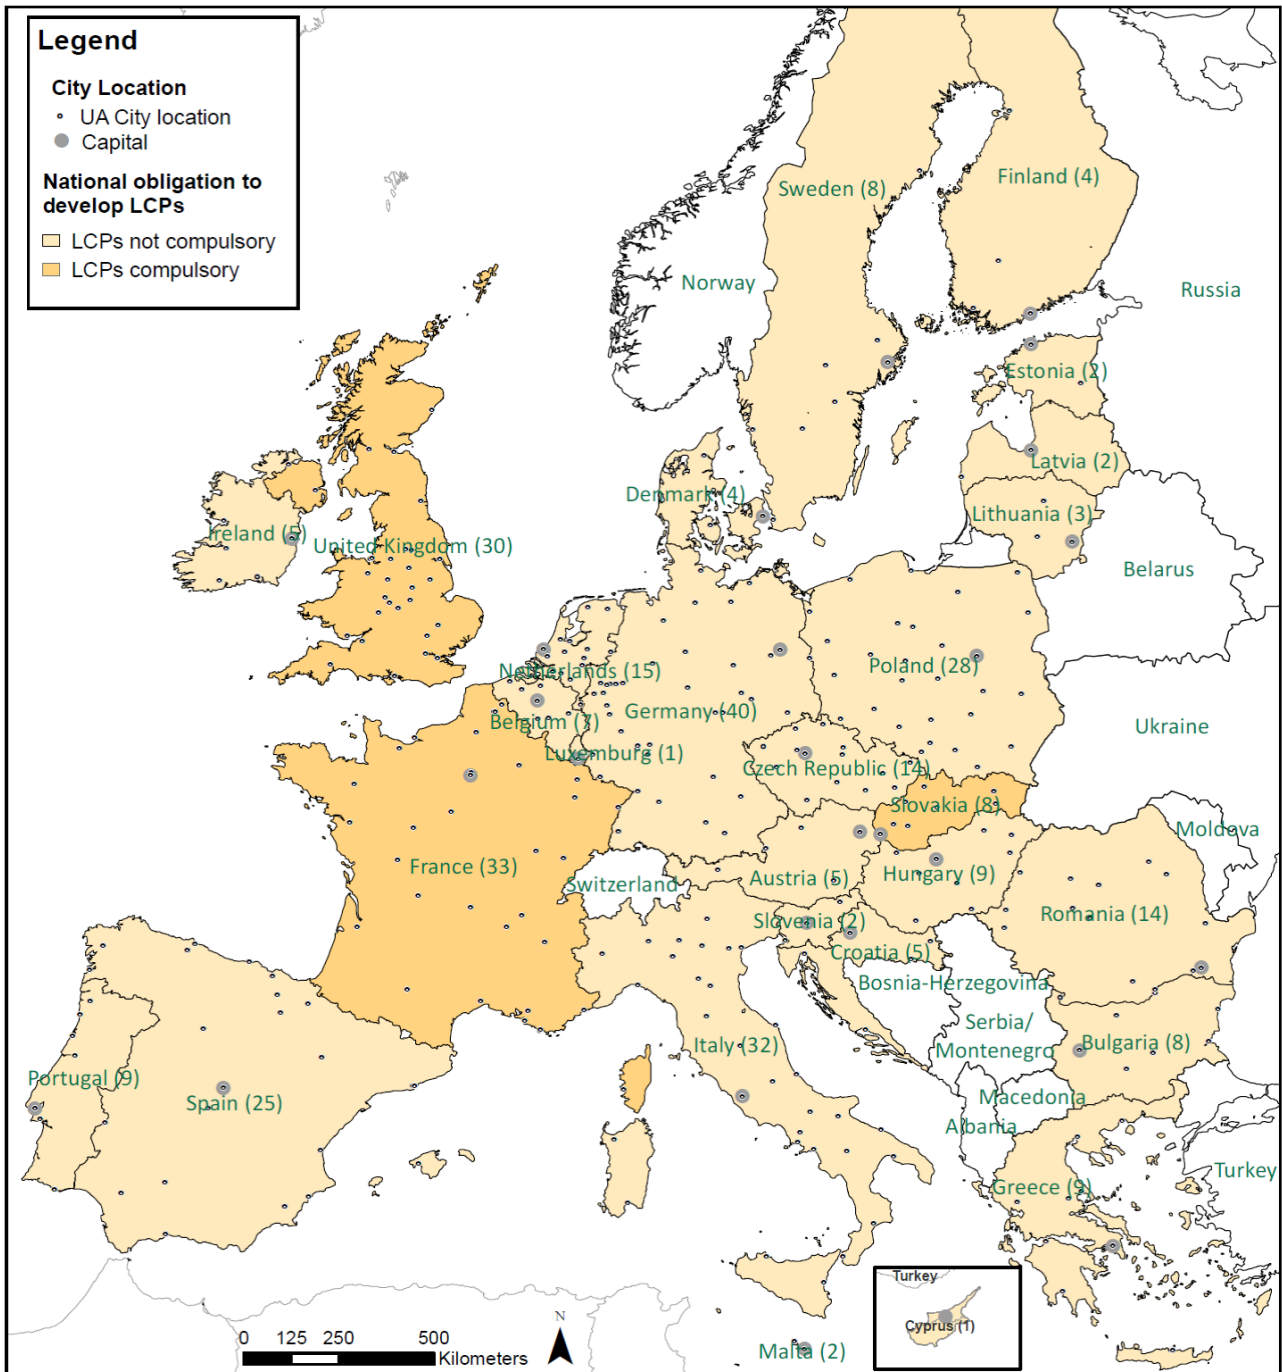 Legend
City Location
UA City location
Capital
National obligation to
develop LCPs
LCPs not compulsory
LCPs compulsory
Sweden (8)
Finland (4)
Norway
Russia
Estonia (2)
Latvia (2)
Denmark (4)
Lithuania (3)
Ireland (5)
United Kingdom (30)
Belarus
Netherlands (15)
Poland (28)
Belgium (7)
Germany (40)
Ukraine
Luxemburg (1)
Czech Republic (14)
Slovakia (8)
Moldova
France (33)
Switzerland
Austria (5)
Hungary (9)
Slovenia (2)
Romania (14)
Croatia (5)
Bosnia-Herzegovina
Serbia/
Montenegro
Italy (32)
Bulgaria (8)
Portugal (9)
Spain (25)
Macedonia
Albania
Turkey
Greece (9)
Turkey
Cyprus (1)
N
0 125 250 500
Kilometers
Malta (2)